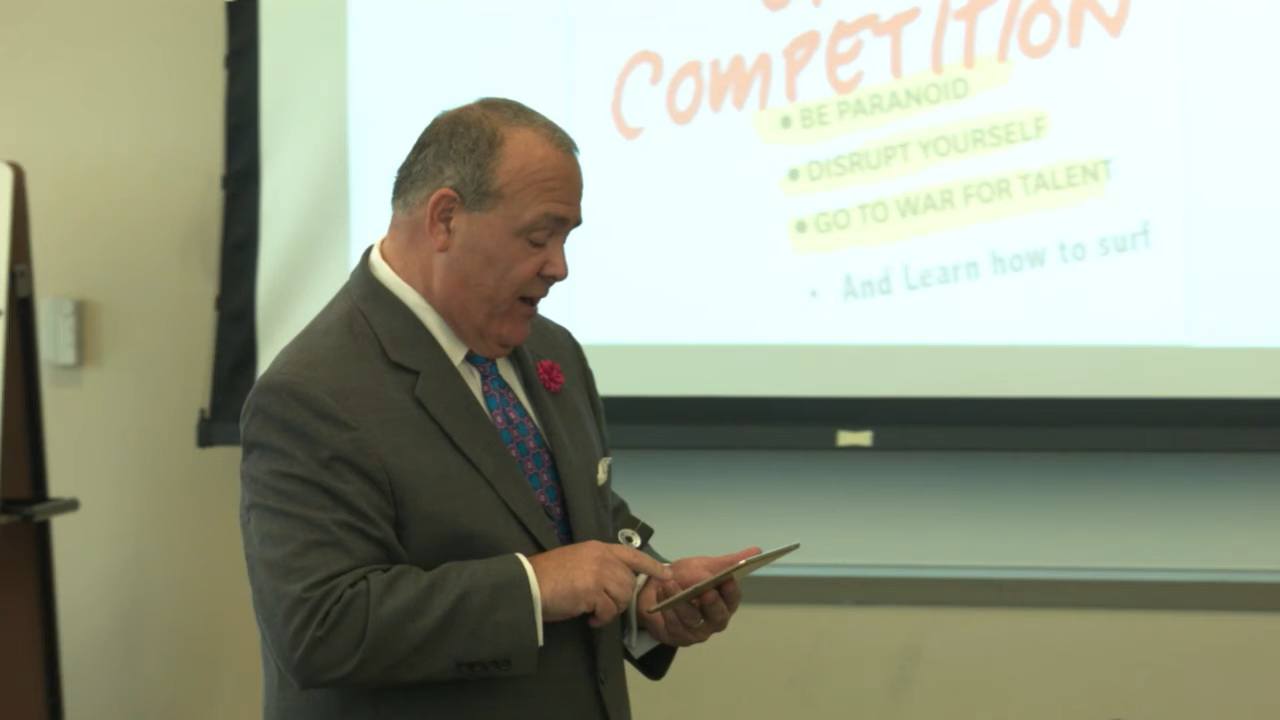 COMPETITION
• BE PARANOID
• DISRUPT YOURSELF
• GO TO WAR FOR TALENT
• And Learn how to surf